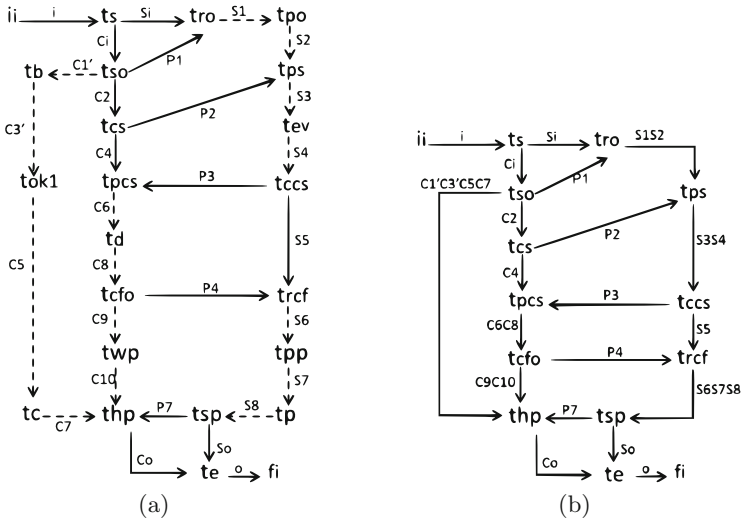 ii i ts Si tro S1 tpo
Ci P1 S2
tb C1' tso tps
C2 P2 S3
C3' tcs tev
C4 S4
tok1 tpcs P3 tccs
C6
td S5
C5 C8
tcfo P4 trcf
C9 S6
twp tpp
C10 S7
tc C7 thp P7 tsp S8 tp
Co So
te o fi
(a)
ii i ts Si tro S1S2
Ci P1
C1'C3'C5C7 tso tps
C2
tcs P2 S3S4
C4
tpcs P3 tccs
C6C8 S5
tcfo P4 trcf
C9C10 S6S7S8
thp P7 tsp
Co So
te o fi
(b)